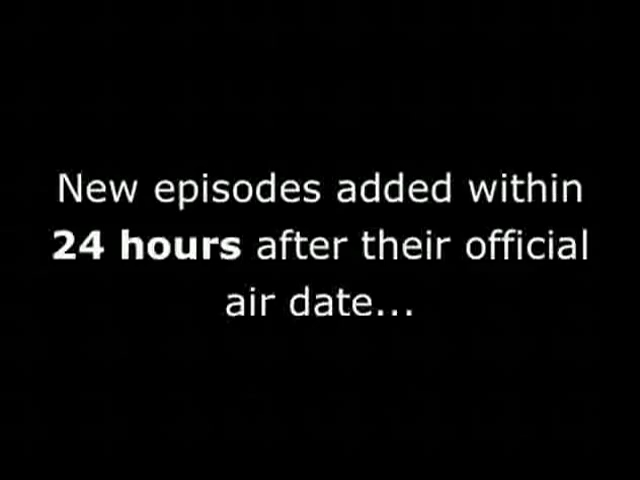 New episodes added within
24 hours after their official
air date...